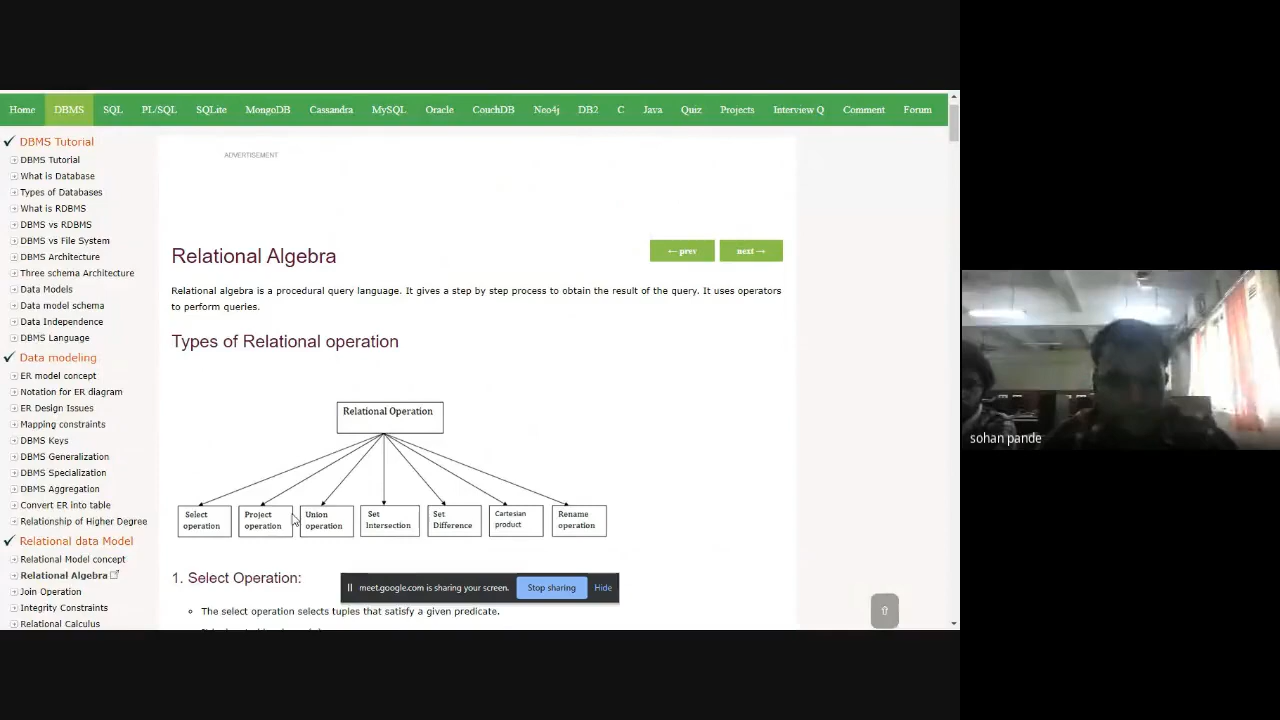 Home DBMS SQL PL/SQL SQLite MongoDB Cassandra MySQL Oracle CouchDB Neo4j DB2 C Java Quiz Projects Interview Q Comment Forum
DBMS Tutorial
DBMS Tutorial
What is Database
Types of Databases
What is RDBMS
DBMS vs RDBMS
DBMS vs File System
DBMS Architecture
Three schema Architecture
Data Models
Data model schema
Data Independence
DBMS Language
Data modeling
ER model concept
Notation for ER diagram
ER Design Issues
Mapping constraints
DBMS Keys
DBMS Generalization
DBMS Specialization
DBMS Aggregation
Convert ER into table
Relationship of Higher Degree
Relational data Model
Relational Model concept
Relational Algebra
Join Operation
Integrity Constraints
Relational Calculus
ADVERTISEMENT
Relational Algebra
← prev next →
Relational algebra is a procedural query language. It gives a step by step process to obtain the result of the query. It uses operators
to perform queries.
Types of Relational operation
Relational Operation
Select
operation
Project
operation
Union
operation
Set
Intersection
Set
Difference
Cartesian
product
Rename
operation
1. Select Operation:
meet.google.com is sharing your screen. Stop sharing Hide
The select operation selects tuples that satisfy a given predicate.
sohan pande